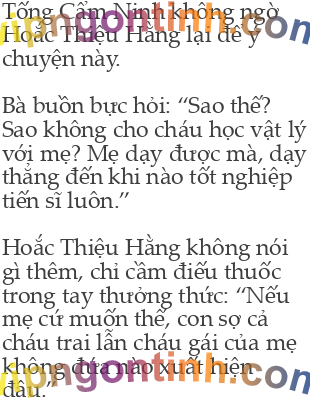 Tống Cẩm Ninh không ngờ
Hoắc Thiệu Hằng lại để ý
chuyện này.
Bà buồn bực hỏi: “Sao thế?
Sao không cho cháu học vật lý
với mẹ? Mẹ dạy được mà, dạy
thẳng đến khi nào tốt nghiệp
tiến sĩ luôn.”
Hoắc Thiệu Hằng không nói
gì thêm, chỉ cầm điếu thuốc
trong tay thưởng thức: “Nếu
mẹ cứ muốn thế, con sợ cả
cháu trai lẫn cháu gái của mẹ
không đứa nào xuất hiện
đâu.”
vipngontinh.com
vipngontinh.com